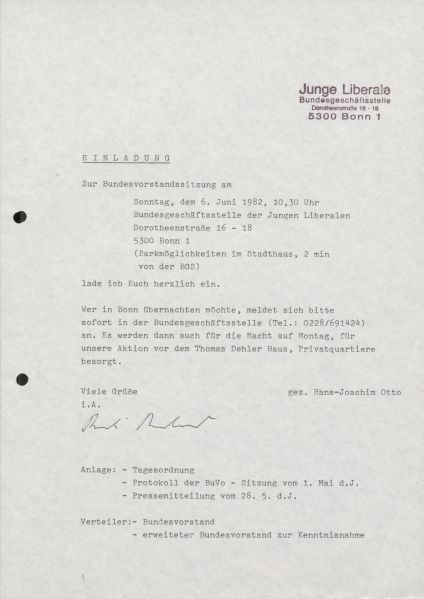 Junge Liberale
Bundesgeschäftsstelle
Dorotheenstraße 16 - 18
5300 Bonn 1
E I N L A D U N G
Zur Bundesvorstandssitzung am
Sonntag, dem 6. Juni 1982, 10,30 Uhr
Bundesgeschäftsstelle der Jungen Liberalen
Dorotheenstraße 16 - 18
5300 Bonn 1
(Parkmöglichkeiten im Stadthaus, 2 min
von der BGS)
lade ich Euch herzlich ein.
Wer in Bonn Übernachten möchte, meldet sich bitte
sofort in der Bundesgeschäftsstelle (Tel.: 0228/691424)
an. Es werden dann auch für die Nacht auf Montag, für
unsere Aktion vor dem Thomas Dehler Haus, Privatquartiere
besorgt.
Viele Grüße gez. Hans-Joachim Otto
i.A.
Anlage: - Tagesordnung
- Protokoll der BuVo - Sitzung vom 1. Mai d.J.
- Pressemitteilung vom 28. 5. d.J.
Verteiler:- Bundesvorstand
- erweiteter Bundesvorstand zur Kenntnisnahme